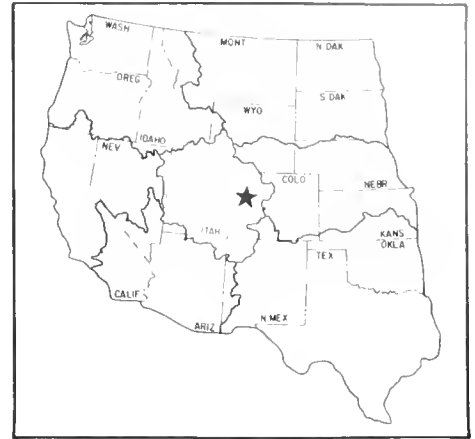 WASH
MONT
N DAK
OREG
S DAK
WYO
IDAHO
NEV
COLO
NEBR
UTAH
KANS
OKLA
TEX
CALIF
ARIZ
N MEX